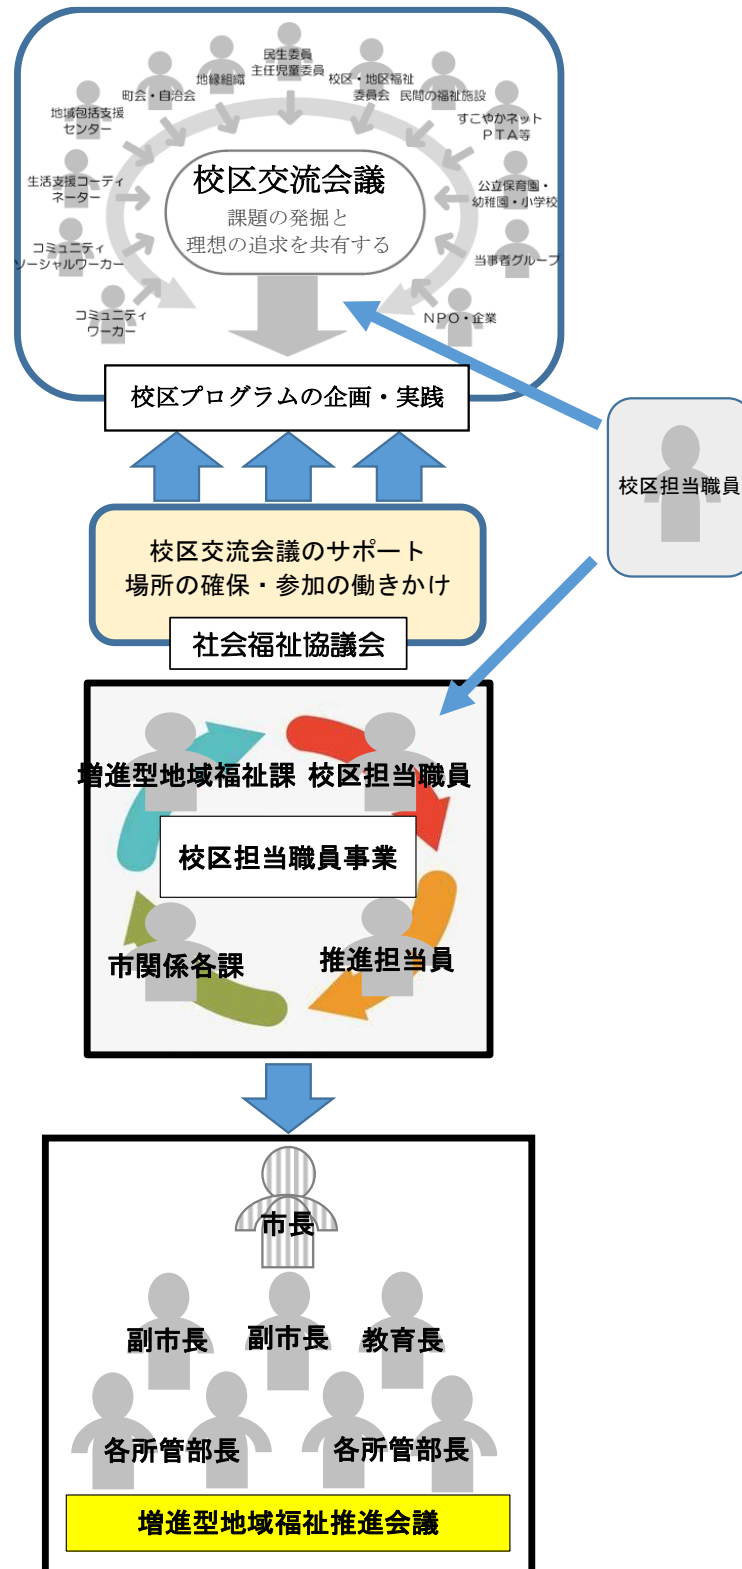 民生委員
主任児童委員
地縁組織
校区・地区福祉
委員会
町会・自治会
民間の福祉施設
地域包括支援
センター
すこやかネット
PTA等
生活支援コーディ
ネーター
公立保育園・
幼稚園・小学校
コミュニティ
ソーシャルワーカー
当事者グループ
コミュニティ
ワーカー
NPO・企業
校区交流会議
課題の発掘と
理想の追求を共有する
校区プログラムの企画・実践
校区担当職員
校区交流会議のサポート
場所の確保・参加の働きかけ
社会福祉協議会
増進型地域福祉課
校区担当職員
校区担当職員事業
市関係各課
推進担当員
市長
副市長
副市長
教育長
各所管部長
各所管部長
増進型地域福祉推進会議